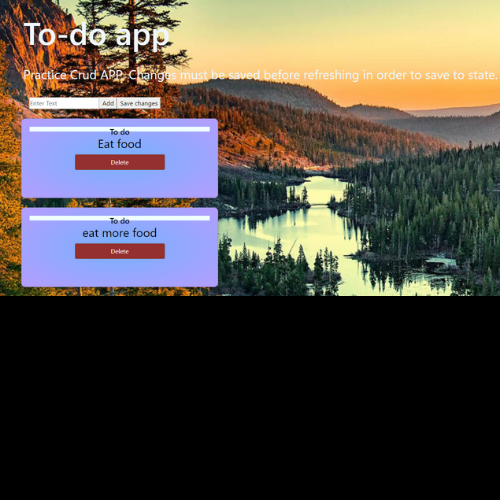 To-do app
Practice Crud APP. Changes must be saved before refreshing in order to save to state.
Enter Text Add Save changes
To do
Eat food
Delete
To do
eat more food
Delete